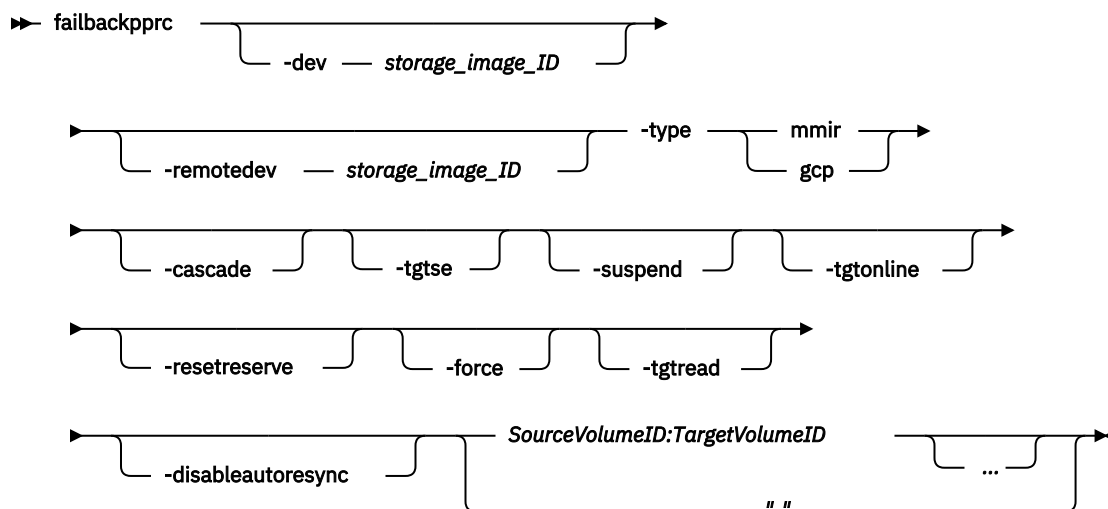 failbackpprc
-dev storage_image_ID
-type mmir
-remotedev storage_image_ID gcp
-cascade -tgtse -suspend -tgtonline
-resetreserve -force -tgtread
SourceVolumeID:TargetVolumeID
-disableautoresync ...
"_"